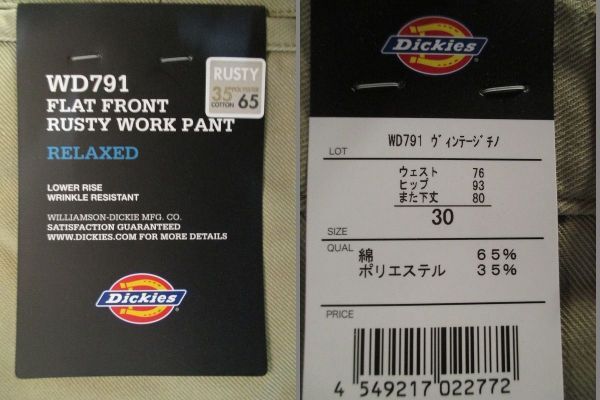 WD791
FLAT FRONT
RUSTY WORK PANT
RELAXED
LOWER RISE
WRINKLE RESISTANT
WILLIAMSON-DICKIE MFG. CO.
SATISFACTION GUARANTEED
WWW.DICKIES.COM FOR MORE DETAILS
Dickies
RUSTY
35 POLYESTER
COTTON 65
Dickies
LOT WD791 ヴィンテージチノ
ウェスト 76
ヒップ 93
また下丈 80
SIZE 30
QUAL 綿 65%
ポリエステル 35%
PRICE
4 549217 022772